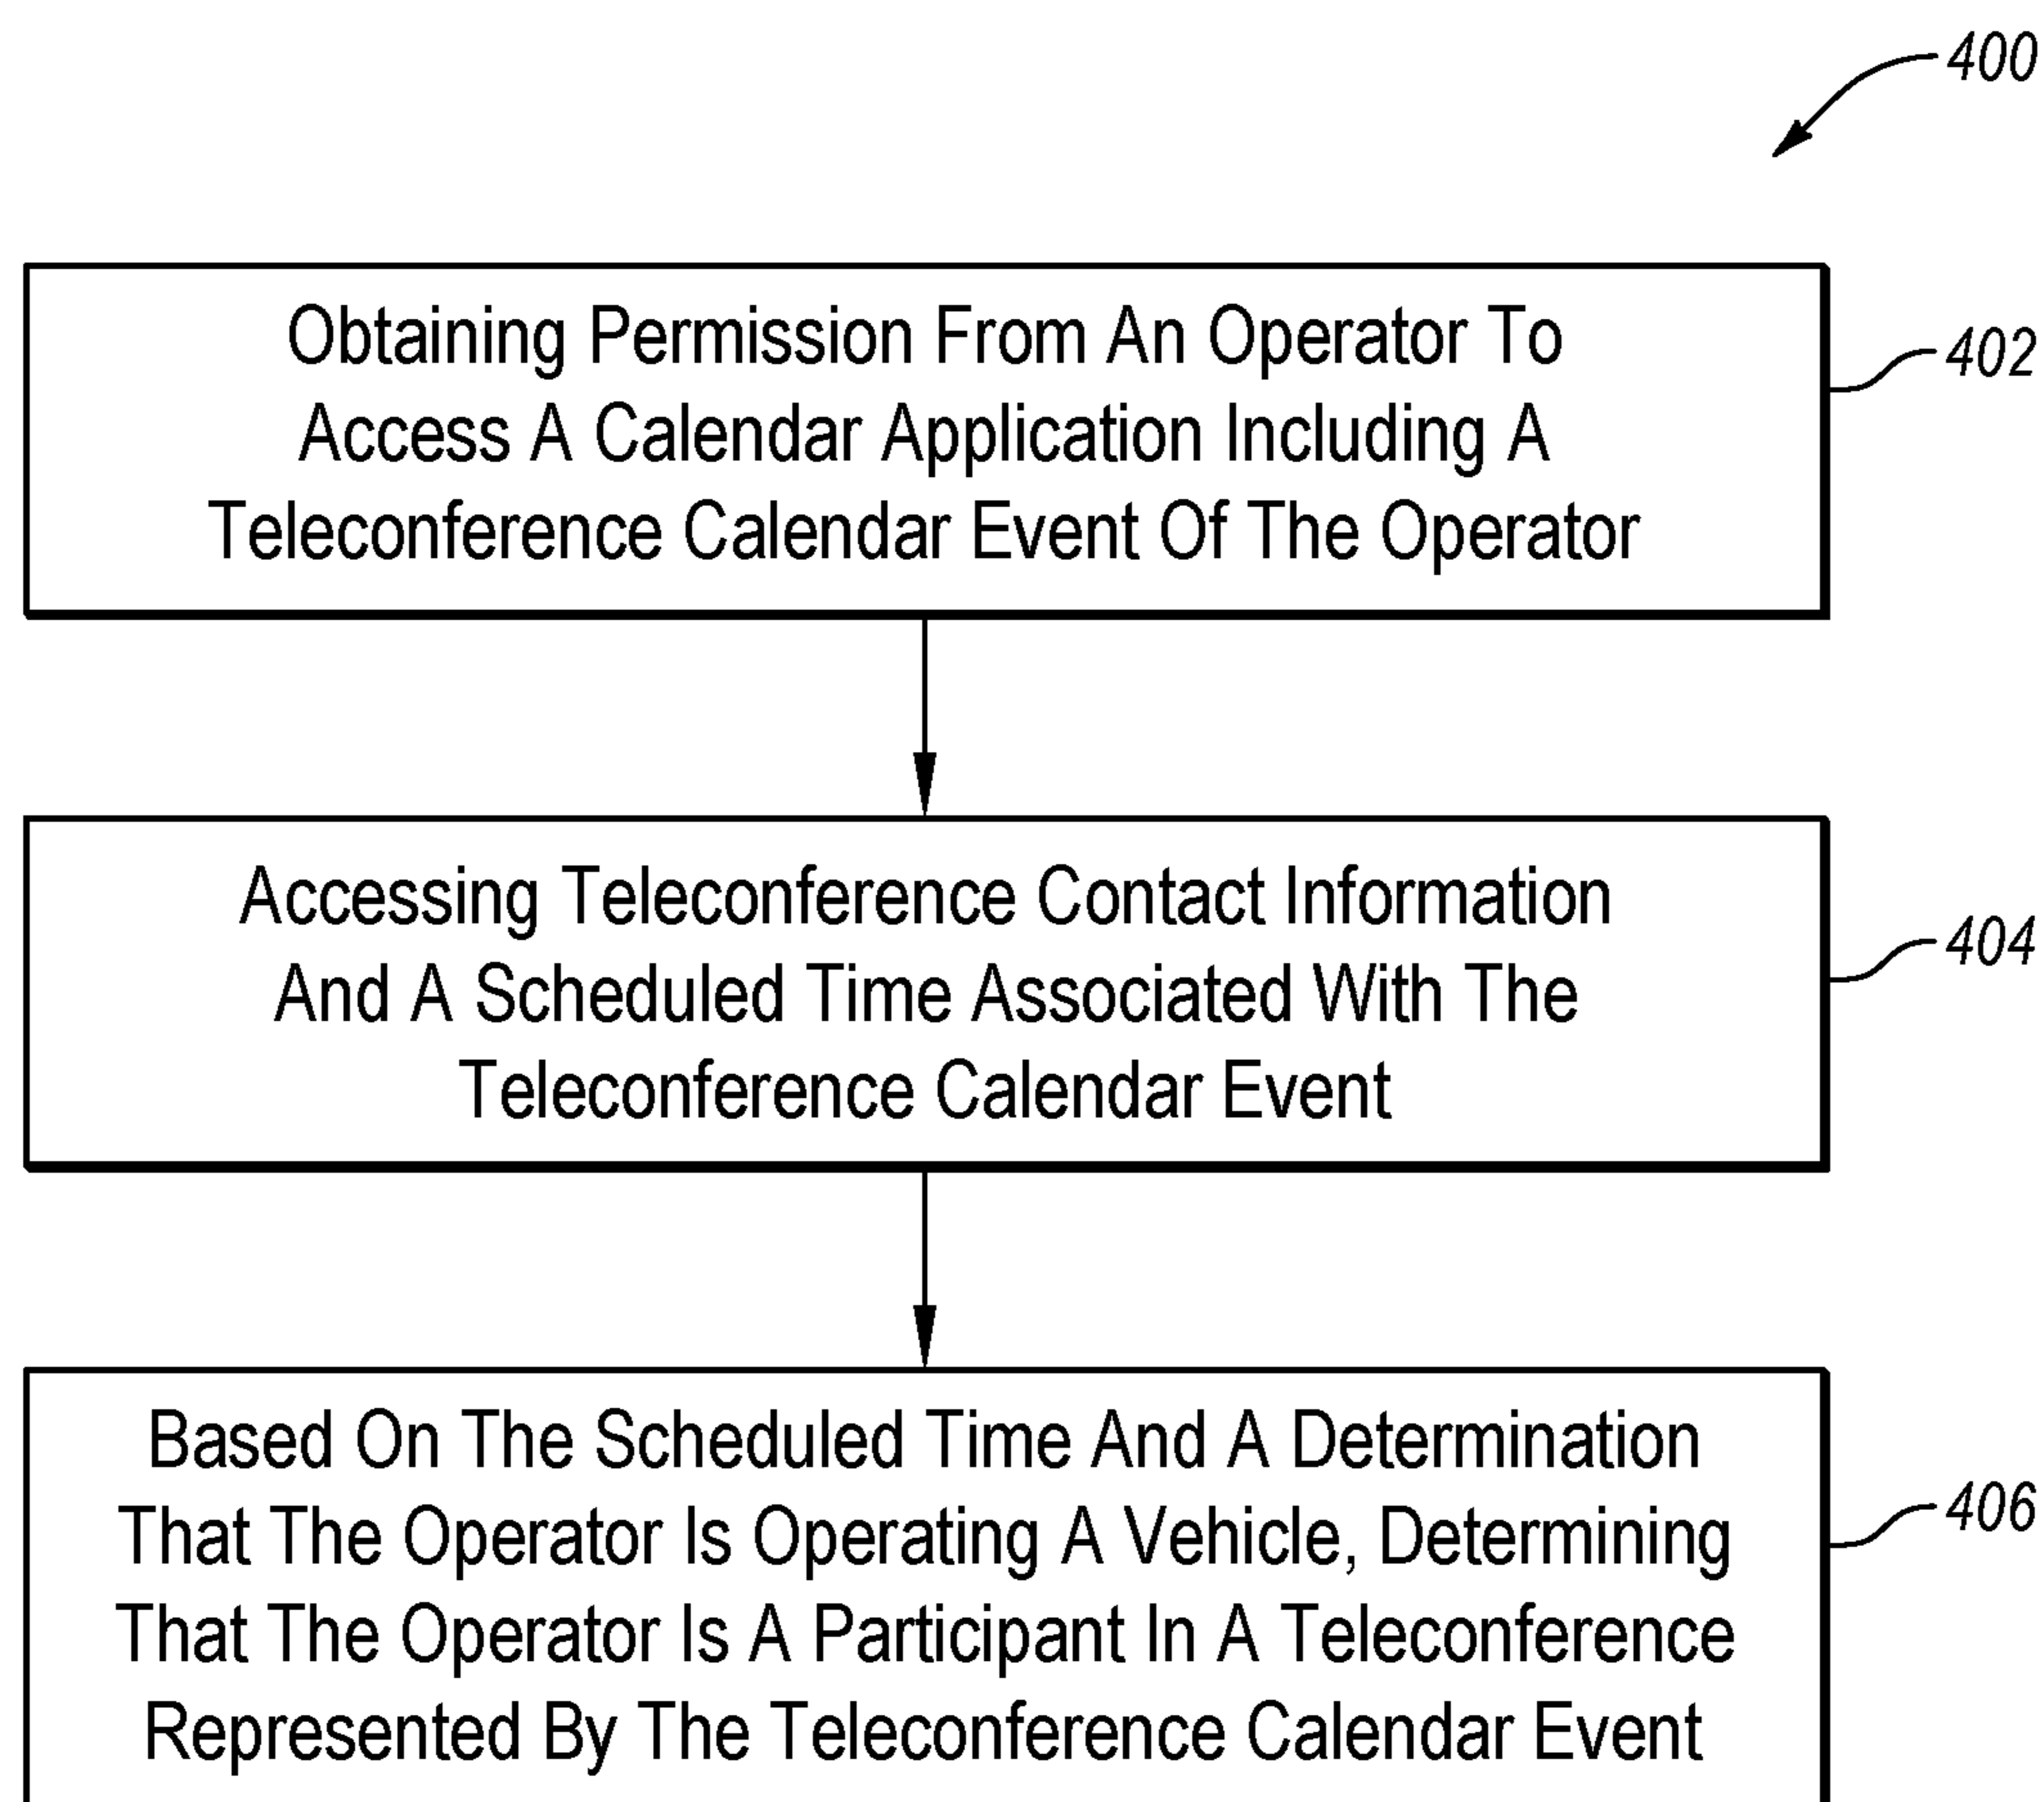 400
Obtaining Permission From An Operator To
Access A Calendar Application Including A
Teleconference Calendar Event Of The Operator
402
Accessing Teleconference Contact Information
And A Scheduled Time Associated With The
Teleconference Calendar Event
404
Based On The Scheduled Time And A Determination
That The Operator Is Operating A Vehicle, Determining
That The Operator Is A Participant In A Teleconference
Represented By The Teleconference Calendar Event
406